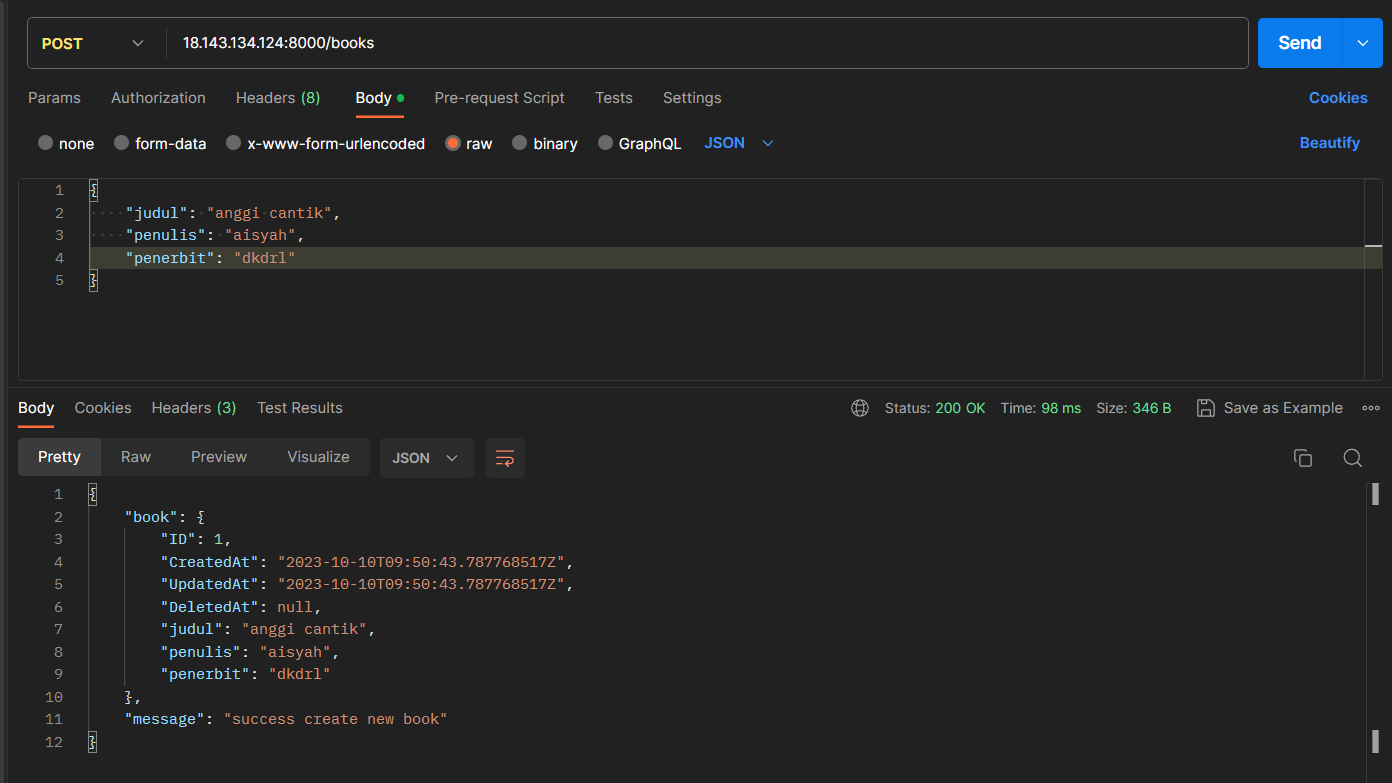 POST 18.143.134.124:8000/books Send
Params Authorization Headers (8) Body Pre-request Script Tests Settings Cookies
none form-data x-www-form-urlencoded raw binary GraphQL JSON Beautify
1 {
2 "judul": "anggi cantik",
3 "penulis": "aisyah",
4 "penerbit": "dkdrl"
5 }
Body Cookies Headers (3) Test Results Status: 200 OK Time: 98 ms Size: 346 B Save as Example
Pretty Raw Preview Visualize JSON
1 {
2 "book": {
3 "ID": 1,
4 "CreatedAt": "2023-10-10T09:50:43.787768517Z",
5 "UpdatedAt": "2023-10-10T09:50:43.787768517Z",
6 "DeletedAt": null,
7 "judul": "anggi cantik",
8 "penulis": "aisyah",
9 "penerbit": "dkdrl"
10 },
11 "message": "success create new book"
12 }